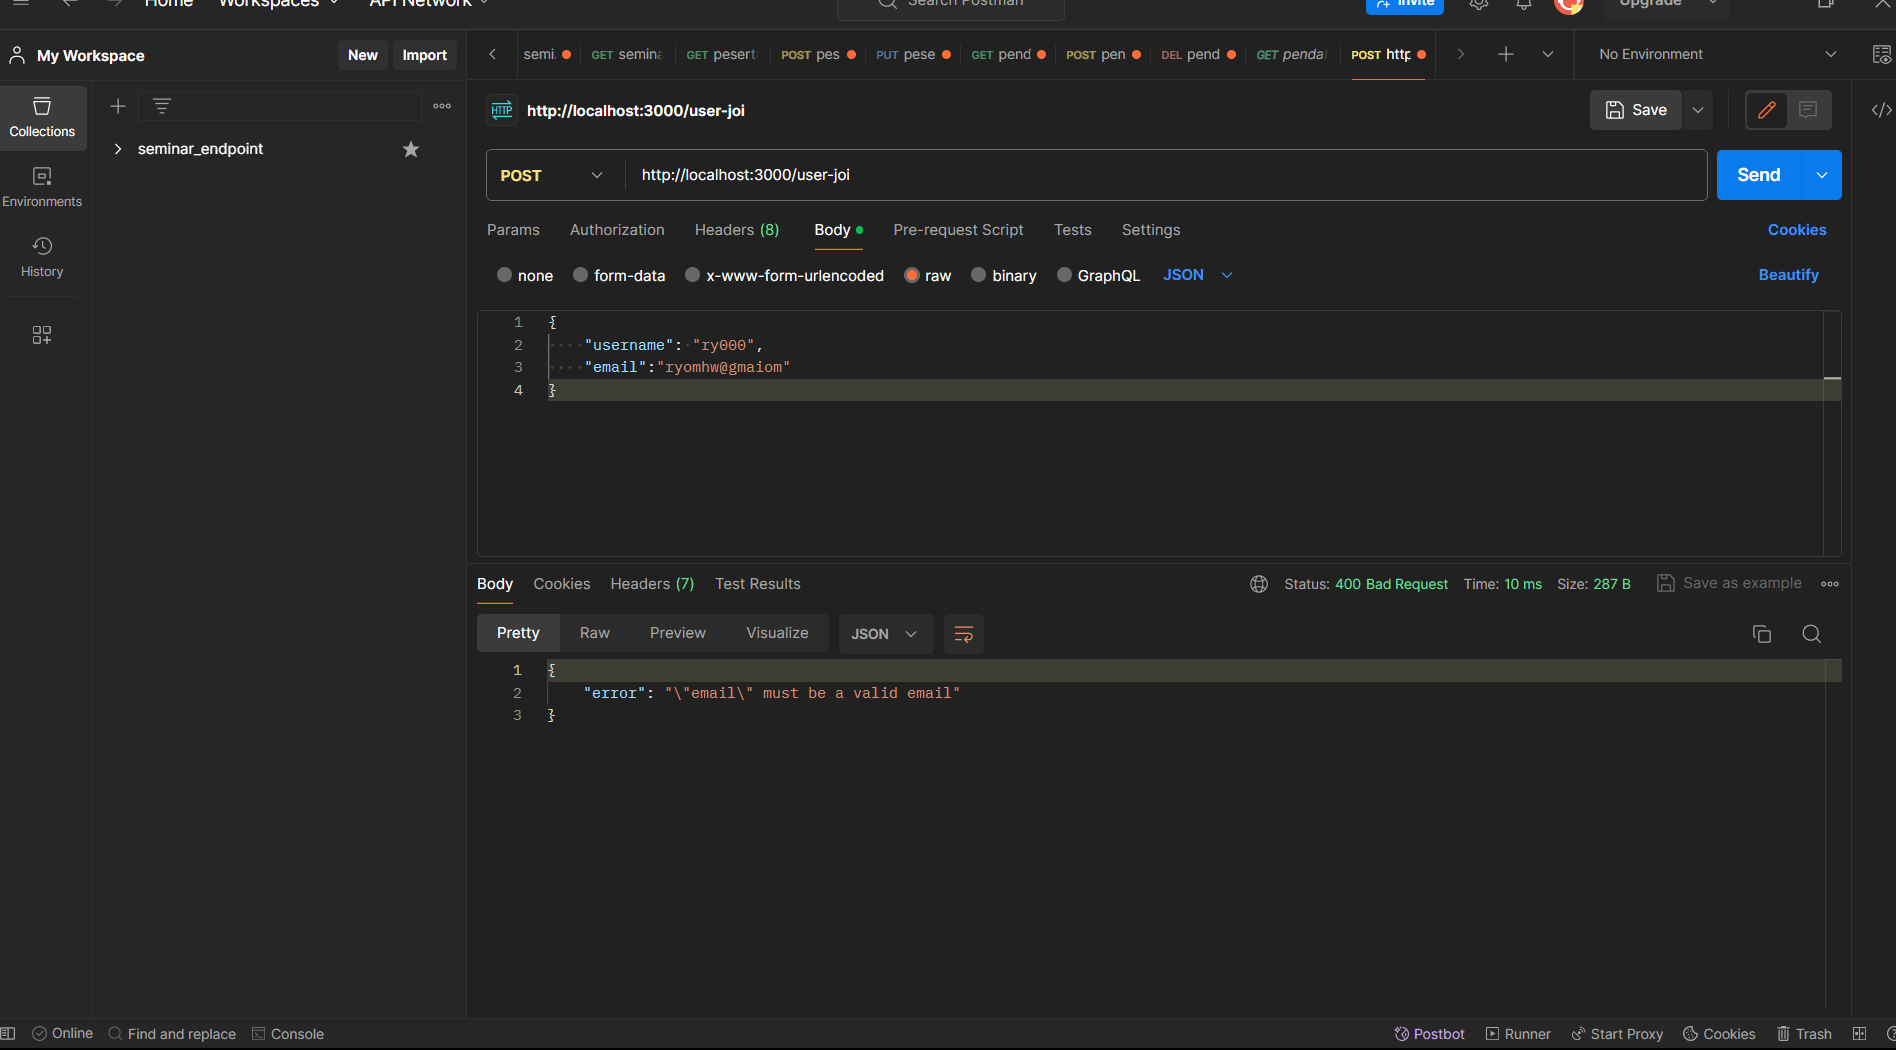 Home Workspaces API Network Search Postman Invite Upgrade
My Workspace New Import
semi GET semina GET pesert POST pes PUT pese GET pend POST pen DEL pend GET penda POST http No Environment
Collections
Environments
History
seminar_endpoint
HTTP http://localhost:3000/user-joi Save
POST http://localhost:3000/user-joi Send
Params Authorization Headers (8) Body Pre-request Script Tests Settings Cookies
none form-data x-www-form-urlencoded raw binary GraphQL JSON Beautify
1 {
2 "username": "ry000",
3 "email":"ryomhw@gmaiom"
4 }
Body Cookies Headers (7) Test Results Status: 400 Bad Request Time: 10 ms Size: 287 B Save as example
Pretty Raw Preview Visualize JSON
1 {
2 "error": "\"email\" must be a valid email"
3 }
Online Find and replace Console Postbot Runner Start Proxy Cookies Trash